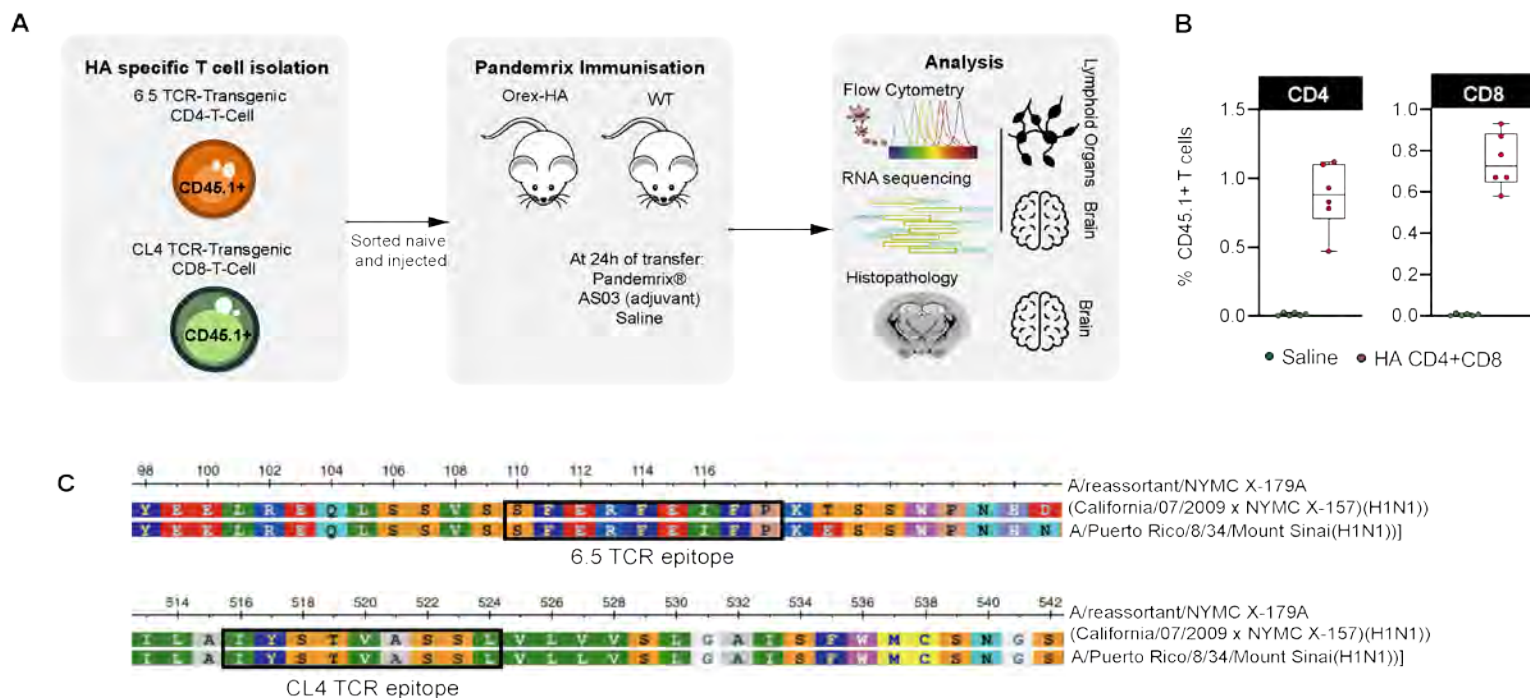 A
HA specific T cell isolation
6.5 TCR-Transgenic
CD4-T-Cell
CD45.1+
CL4 TCR-Transgenic
CD8-T-Cell
CD45.1+
Sorted naive
and injected
Pandemrix Immunisation
Orex-HA
WT
At 24h of transfer:
Pandemrix®
AS03 (adjuvant)
Saline
Analysis
Flow Cytometry
RNA sequencing
Histopathology
Lymphoid Organs
Brain
Brain
B
% CD45.1+ T cells
CD4
1.5
1.0
0.5
0.0
CD8
1.0
0.8
0.6
0.4
0.2
0.0
Saline
HA CD4+CD8
C
98 100 102 104 106 108 110 112 114 116
A/reassortant/NYMC X-179A
Y E E L R E Q L S S V S S F E R F E I F P K T S S W P N H D
(California/07/2009 x NYMC X-157)(H1N1))
Y E E L R E Q L S S V S S F E R F E I F P K E S S W P N H N
A/Puerto Rico/8/34/Mount Sinai(H1N1))]
6.5 TCR epitope
514 516 518 520 522 524 526 528 530 532 534 536 538 540 542
A/reassortant/NYMC X-179A
I L A I Y S T V A S S L V L V V S L G A I S F W M C S N G S
(California/07/2009 x NYMC X-157)(H1N1))
I L A I Y S T V A S S L V L L V S L G A I S F W M C S N G S
A/Puerto Rico/8/34/Mount Sinai(H1N1))]
CL4 TCR epitope